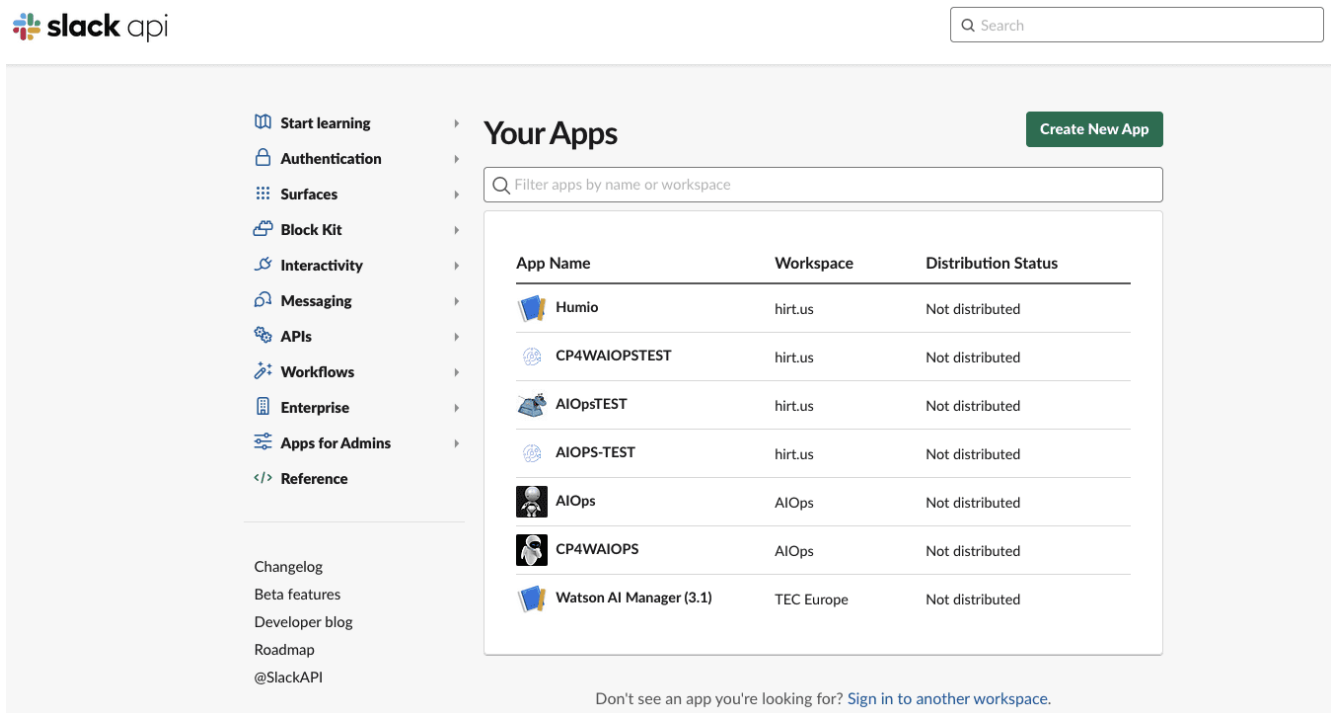 slack api
Search
Start learning
Authentication
Surfaces
Block Kit
Interactivity
Messaging
APIs
Workflows
Enterprise
Apps for Admins
Reference
Changelog
Beta features
Developer blog
Roadmap
@SlackAPI
Your Apps
Create New App
Filter apps by name or workspace
App Name Workspace Distribution Status
Humio hirt.us Not distributed
CP4WAIOPSTEST hirt.us Not distributed
AIOpsTEST hirt.us Not distributed
AIOPS-TEST hirt.us Not distributed
AIOps AIOps Not distributed
CP4WAIOPS AIOps Not distributed
Watson AI Manager (3.1) TEC Europe Not distributed
Don't see an app you're looking for? Sign in to another workspace.